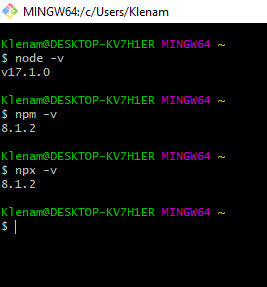 MINGW64:/c/Users/Klenam
Klenam@DESKTOP-KV7H1ER MINGW64 ~
$ node -v
v17.1.0
Klenam@DESKTOP-KV7H1ER MINGW64 ~
$ npm -v
8.1.2
Klenam@DESKTOP-KV7H1ER MINGW64 ~
$ npx -v
8.1.2
Klenam@DESKTOP-KV7H1ER MINGW64 ~
$